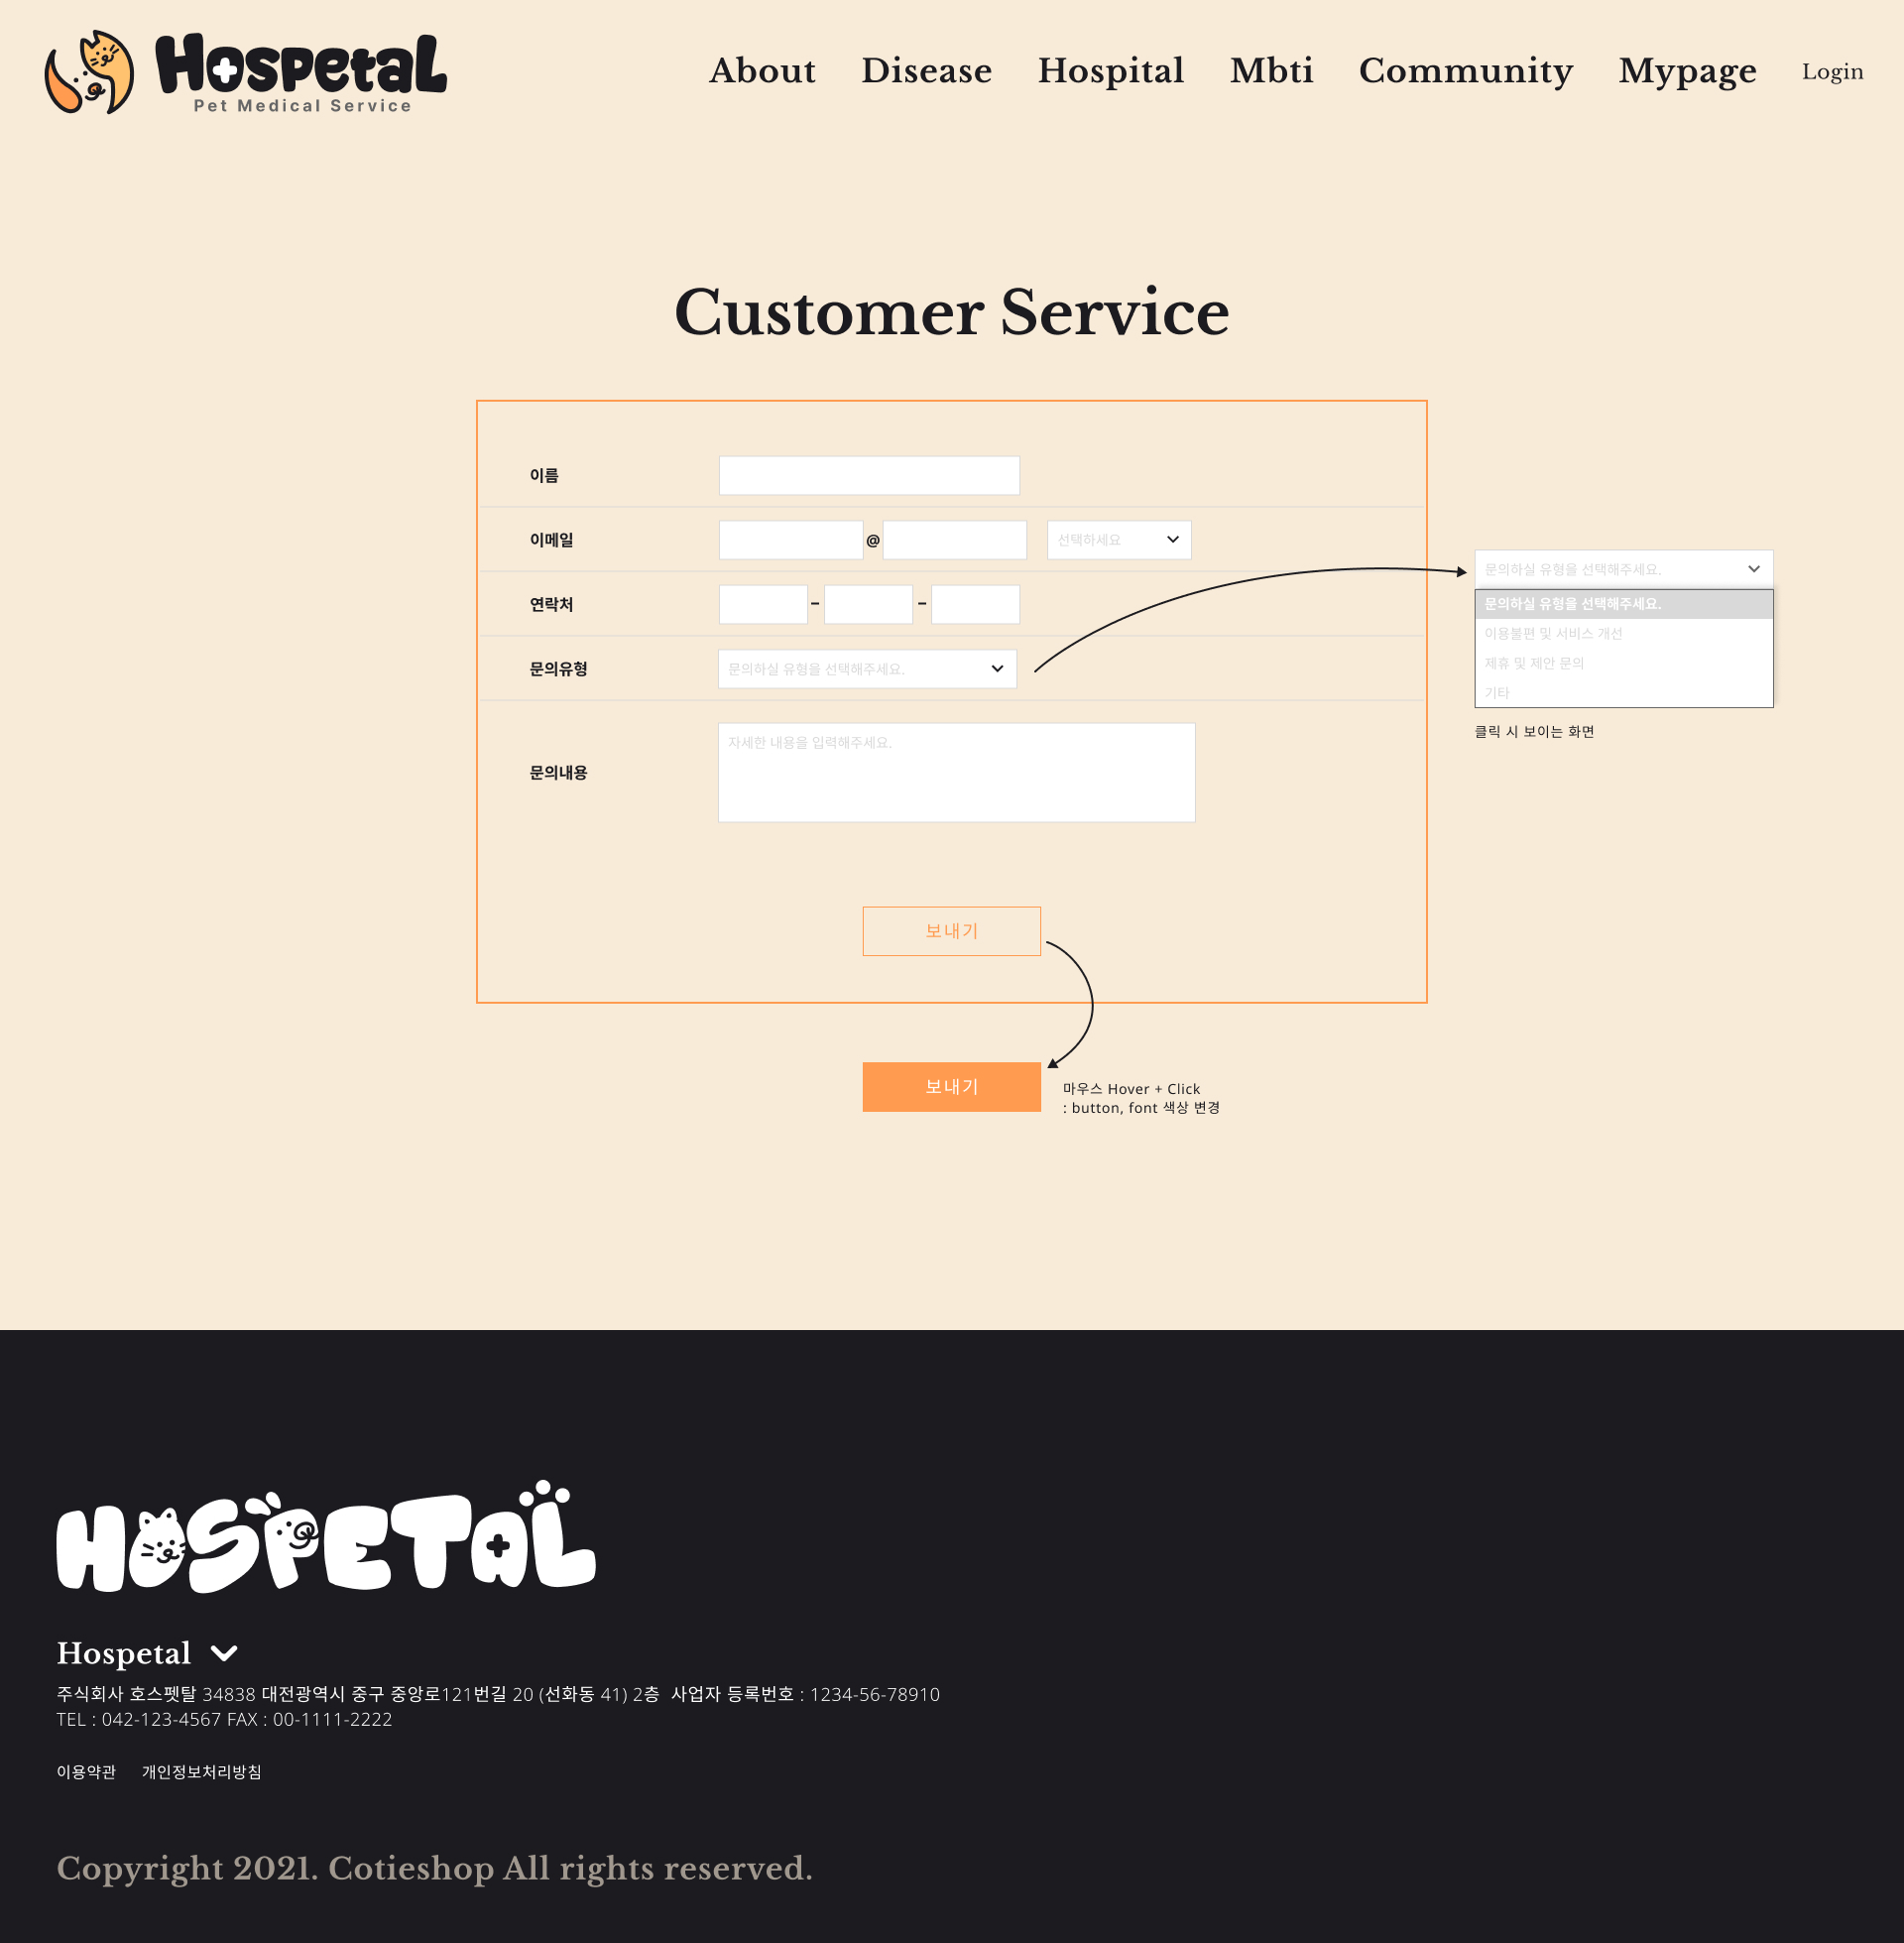 Hospetal
Pet Medical Service
About Disease Hospital Mbti Community Mypage Login
Customer Service
이름
이메일 @ 선택하세요
연락처 - -
문의유형 문의하실 유형을 선택해주세요.
문의내용 자세한 내용을 입력해주세요.
보내기
문의하실 유형을 선택해주세요.
문의하실 유형을 선택해주세요.
이용불편 및 서비스 개선
제휴 및 제안 문의
기타
클릭 시 보이는 화면
보내기
마우스 Hover + Click
: button, font 색상 변경
HOSPETAL
Hospetal
주식회사 호스펫탈 34838 대전광역시 중구 중앙로121번길 20 (선화동 41) 2층 사업자 등록번호 : 1234-56-78910
TEL : 042-123-4567 FAX : 00-1111-2222
이용약관 개인정보처리방침
Copyright 2021. Cotieshop All rights reserved.